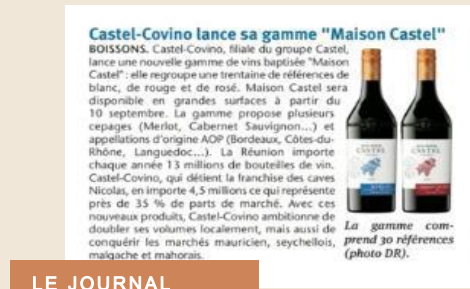 Castel-Covino lance sa gamme "Maison Castel"
BOISSONS. Castel-Covino, filiale du groupe Castel,
lance une nouvelle gamme de vins baptisée "Maison
Castel" : elle regroupe une trentaine de références de
blanc, de rouge et de rosé. Maison Castel sera
disponible en grandes surfaces à partir du
10 septembre. La gamme propose plusieurs
cepages (Merlot, Cabernet Sauvignon...) et
appellations d'origine AOP (Bordeaux, Côtes-du-
Rhône, Languedoc...). La Réunion importe
chaque année 13 millions de bouteilles de vin.
Castel-Covino, qui détient la franchise des caves
Nicolas, en importe 4,5 millions ce qui représente
près de 35 % de parts de marché. Avec ces
nouveaux produits, Castel-Covino ambitionne de
doubler ses volumes localement, mais aussi de
conquérir les marchés mauricien, seychellois,
malgache et mahorais.
CASTEL
CASTEL
La gamme com-
prend 30 références
(photo DR).
LE JOURNAL